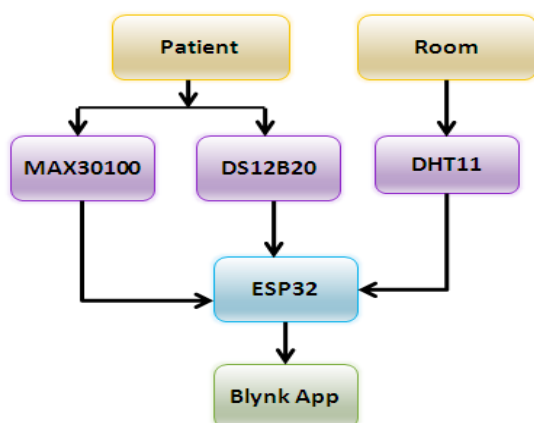 Patient
Room
MAX30100
DS12B20
DHT11
ESP32
Blynk App